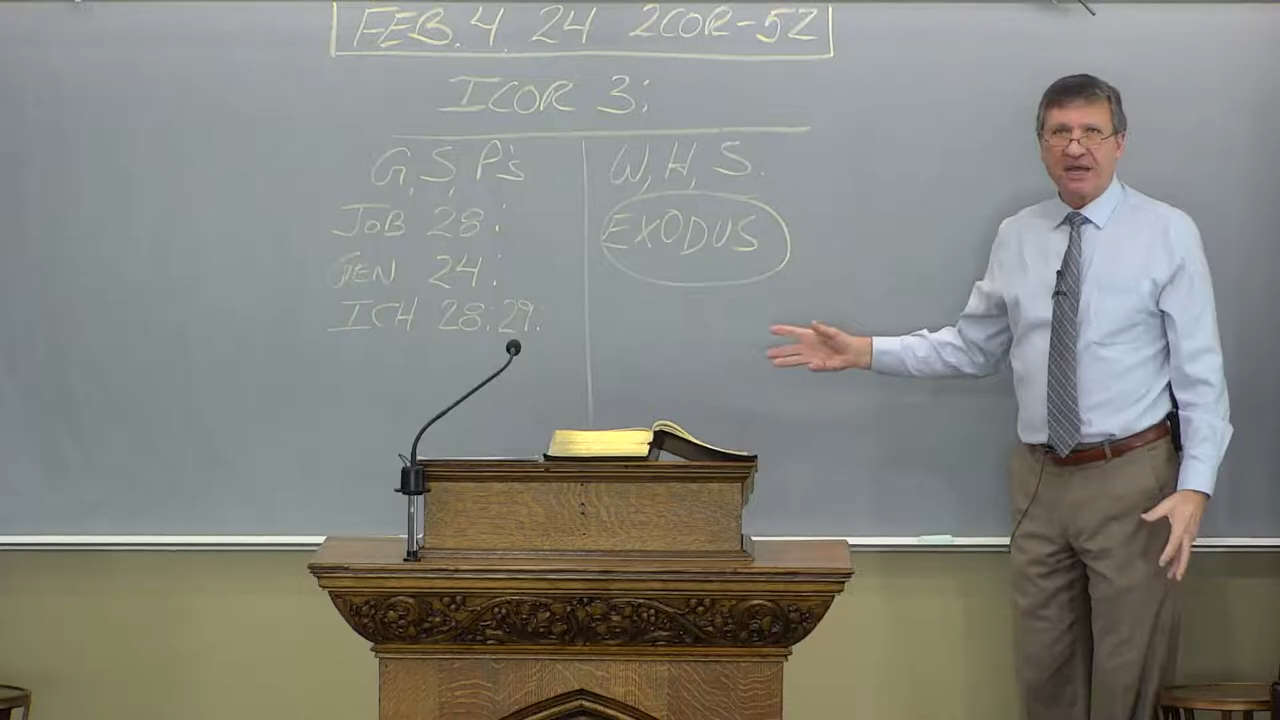 FEB. 4 24 2COR-52
ICOR 3:
G, S, P's
JOB 28:
GEN 24:
ICH 28:29.
W, H, S.
EXODUS